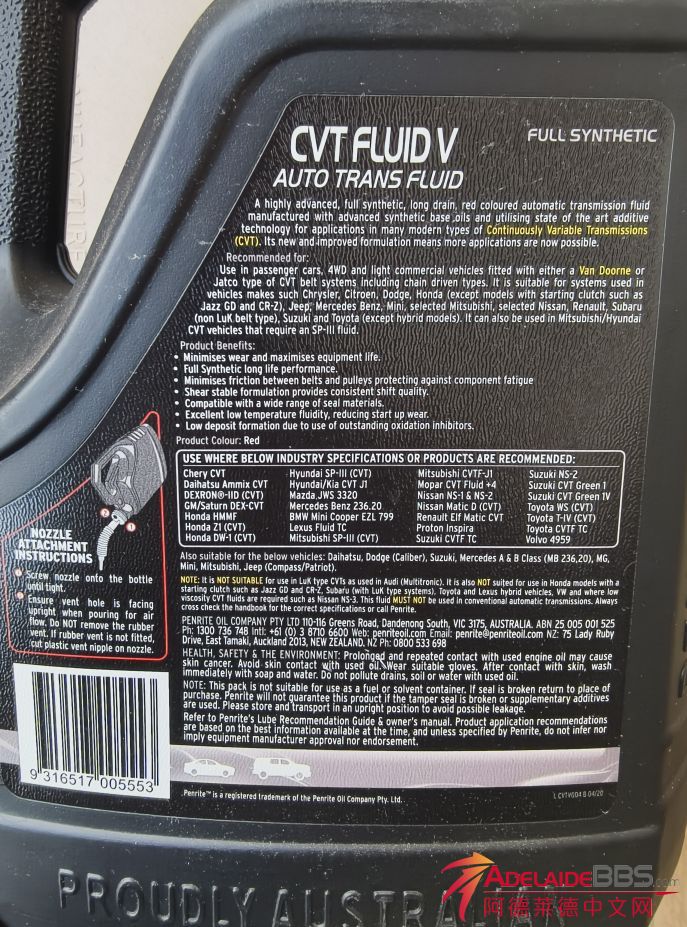 CVT FLUID V
FULL SYNTHETIC
AUTO TRANS FLUID
A highly advanced, full synthetic, long drain, red coloured automatic transmission fluid
manufactured with advanced synthetic base oils and utilising state of the art additive
technology for applications in many modern types of Continuously Variable Transmissions
(CVT). Its new and improved formulation means more applications are now possible.
Recommended for:
Use in passenger cars, 4WD and light commercial vehicles fitted with either a Van Doorne or
Jatco type of CVT belt systems including chain driven types. It is suitable for systems used in
vehicles makes such Chrysler, Citroen, Dodge, Honda (except models with starting clutch such as
Jazz GD and CR-Z), Jeep, Mercedes Benz, Mini, selected Mitsubishi, selected Nissan, Renault, Subaru
(non LuK belt type), Suzuki and Toyota (except hybrid models). It can also be used in Mitsubishi/Hyundai
CVT vehicles that require an SP-III fluid.
Product Benefits:
• Minimises wear and maximises equipment life.
• Full Synthetic long life performance.
• Minimises friction between belts and pulleys protecting against component fatigue
• Shear stable formulation provides consistent shift quality.
• Compatible with a wide range of seal materials.
• Excellent low temperature fluidity, reducing start up wear.
• Low deposit formation due to use of outstanding oxidation inhibitors.
Product Colour: Red
USE WHERE BELOW INDUSTRY SPECIFICATIONS OR PRODUCTS ARE RECOMMENDED:
Chery CVT Hyundai SP-III (CVT) Mitsubishi CVTF-J1 Suzuki NS-2
Daihatsu Ammix CVT Hyundai/Kia CVT J1 Mopar CVT Fluid +4 Suzuki CVT Green 1
DEXRON®-IID (CVT) Mazda JWS 3320 Nissan NS-1 & NS-2 Suzuki CVT Green 1V
GM/Saturn DEX-CVT Mercedes Benz 236.20 Nissan Matic D (CVT) Toyota WS (CVT)
Honda HMMF BMW Mini Cooper EZL 799 Renault Elf Matic CVT Toyota T-IV (CVT)
Honda Z1 (CVT) Lexus Fluid TC Proton Inspira Toyota CVTF TC
Honda DW-1 (CVT) Mitsubishi SP-III (CVT) Suzuki CVTF TC Volvo 4959
Also suitable for the below vehicles: Daihatsu, Dodge (Caliber), Suzuki, Mercedes A & B Class (MB 236,20), MG,
Mini, Mitsubishi, Jeep (Compass/Patriot).
NOTE: It is NOT SUITABLE for use in LuK type CVTs as used in Audi (Multitronic). It is also NOT suited for use in Honda models with a
starting clutch such as Jazz GD and CR-Z, Subaru (with LuK type systems), Toyota and Lexus hybrid vehicles, VW and where low
viscosity CVT fluids are required such as Nissan NS-3. This fluid MUST NOT be used in conventional automatic transmissions. Always
cross check the handbook for the correct specifications or call Penrite.
PENRITE OIL COMPANY PTY LTD 110-116 Greens Road, Dandenong South, VIC 3175, AUSTRALIA. ABN 25 005 001 525
Ph: 1300 736 748 Intl: +61 (0) 3 8710 6600 Web: penriteoil.com Email: penrite@penriteoil.com NZ: 75 Lady Ruby
Drive, East Tamaki, Auckland 2013, NEW ZEALAND. NZ Ph: 0800 533 698
HEALTH, SAFETY & THE ENVIRONMENT: Prolonged and repeated contact with used engine oil may cause
skin cancer. Avoid skin contact with used oil. Wear suitable gloves. After contact with skin, wash
immediately with soap and water. Do not pollute drains, soil or water with used oil.
NOTE: This pack is not suitable for use as a fuel or solvent container. If seal is broken return to place of
purchase. Penrite will not guarantee this product if the tamper seal is broken or supplementary additives
are used. Please store and transport in an upright position to avoid possible leakage.
Refer to Penrite's Lube Recommendation Guide & owner's manual. Product application recommendations
are based on the best information available at the time, and unless specified by Penrite, do not infer nor
imply equipment manufacturer approval nor endorsement.
Penrite™ is a registered trademark of the Penrite Oil Company Pty. Ltd.
L CVTV004 B 04/20
NOZZLE
ATTACHMENT
INSTRUCTIONS
Screw nozzle onto the bottle
until tight.
Ensure vent hole is facing
upright when pouring for air
flow. Do NOT remove the rubber
vent. If rubber vent is not fitted,
cut plastic vent nipple on nozzle.
9 316517 005553
PROUDLY AUSTRALIAN
ADELAIDEBBS.com
阿德莱德中文网